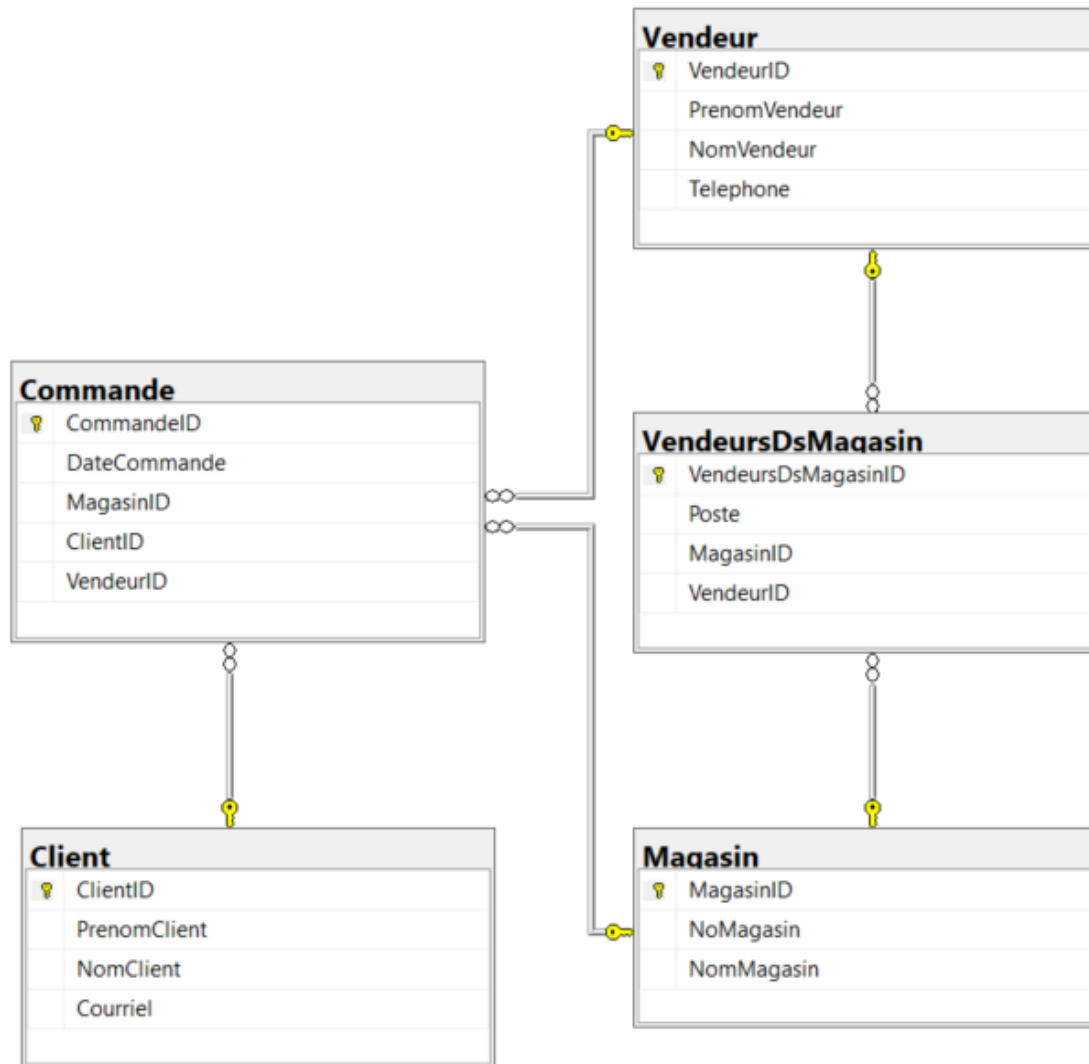 Vendeur
VendeurID
PrenomVendeur
NomVendeur
Telephone
Commande
CommandeID
DateCommande
MagasinID
ClientID
VendeurID
VendeursDsMagasin
VendeursDsMagasinID
Poste
MagasinID
VendeurID
Client
ClientID
PrenomClient
NomClient
Courriel
Magasin
MagasinID
NoMagasin
NomMagasin